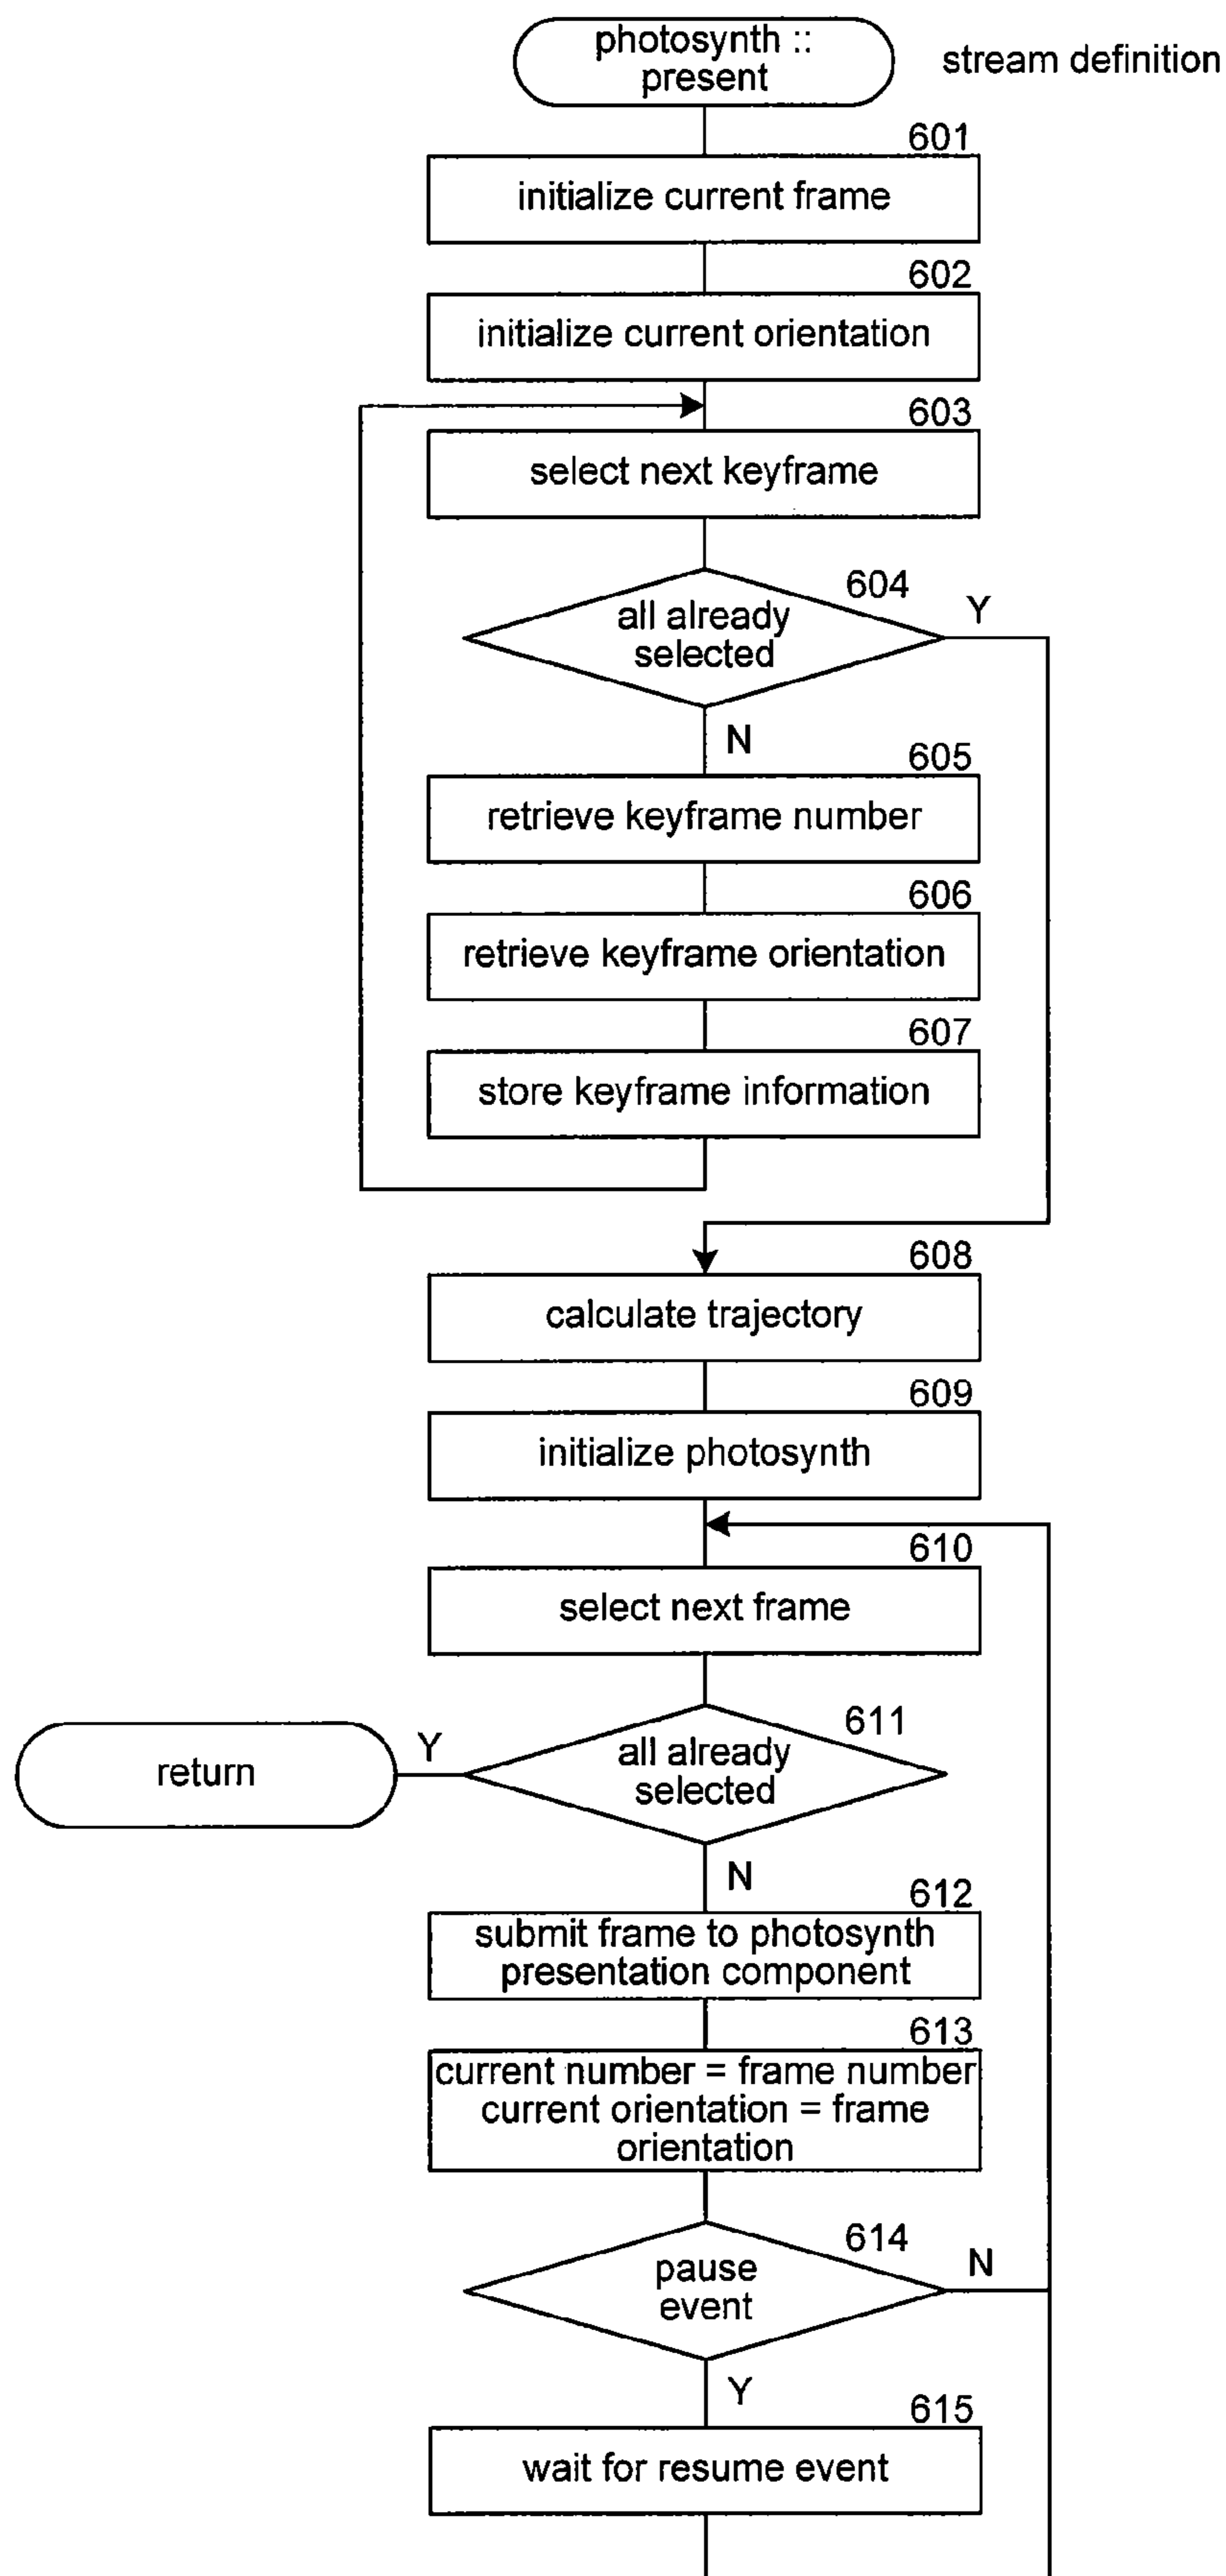 photosynth ::
present
stream definition
601
initialize current frame
602
initialize current orientation
603
select next keyframe
604
all already
selected
Y
N
605
retrieve keyframe number
606
retrieve keyframe orientation
607
store keyframe information
608
calculate trajectory
609
initialize photosynth
610
select next frame
611
all already
selected
Y
return
N
612
submit frame to photosynth
presentation component
613
current number = frame number
current orientation = frame
orientation
614
pause
event
N
Y
615
wait for resume event